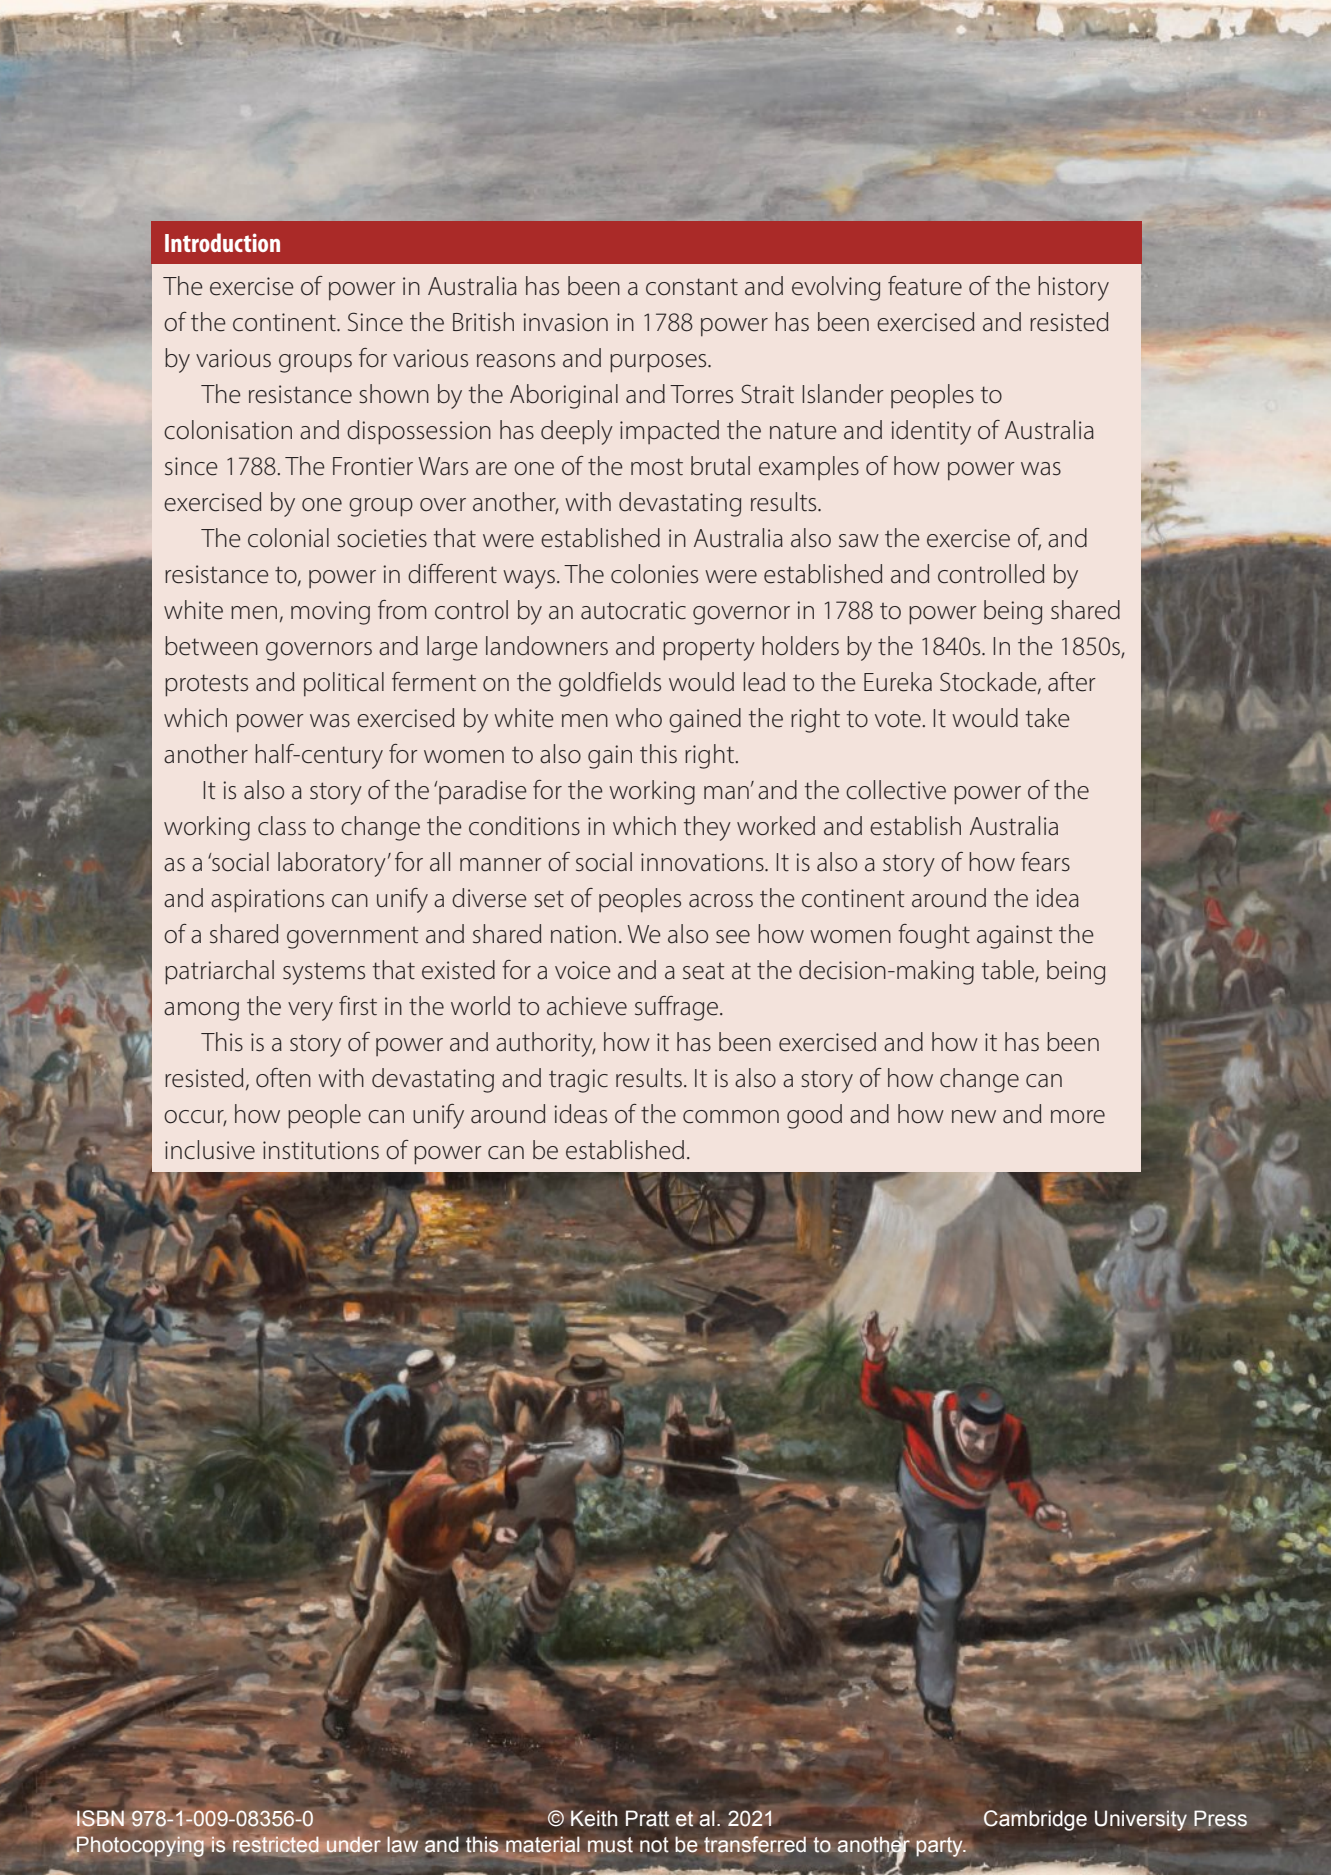 Introduction
The exercise of power in Australia has been a constant and evolving feature of the history
of the continent. Since the British invasion in 1788 power has been exercised and resisted
by various groups for various reasons and purposes.
The resistance shown by the Aboriginal and Torres Strait Islander peoples to
colonisation and dispossession has deeply impacted the nature and identity of Australia
since 1788. The Frontier Wars are one of the most brutal examples of how power was
exercised by one group over another, with devastating results.
The colonial societies that were established in Australia also saw the exercise of, and
resistance to, power in different ways. The colonies were established and controlled by
white men, moving from control by an autocratic governor in 1788 to power being shared
between governors and large landowners and property holders by the 1840s. In the 1850s,
protests and political ferment on the goldfields would lead to the Eureka Stockade, after
which power was exercised by white men who gained the right to vote. It would take
another half-century for women to also gain this right.
It is also a story of the ‘paradise for the working man’ and the collective power of the
working class to change the conditions in which they worked and establish Australia
as a ‘social laboratory’ for all manner of social innovations. It is also a story of how fears
and aspirations can unify a diverse set of peoples across the continent around the idea
of a shared government and shared nation. We also see how women fought against the
patriarchal systems that existed for a voice and a seat at the decision-making table, being
among the very first in the world to achieve suffrage.
This is a story of power and authority, how it has been exercised and how it has been
resisted, often with devastating and tragic results. It is also a story of how change can
occur, how people can unify around ideas of the common good and how new and more
inclusive institutions of power can be established.
ISBN 978-1-009-08356-0 © Keith Pratt et al. 2021 Cambridge University Press
Photocopying is restricted under law and this material must not be transferred to another party.